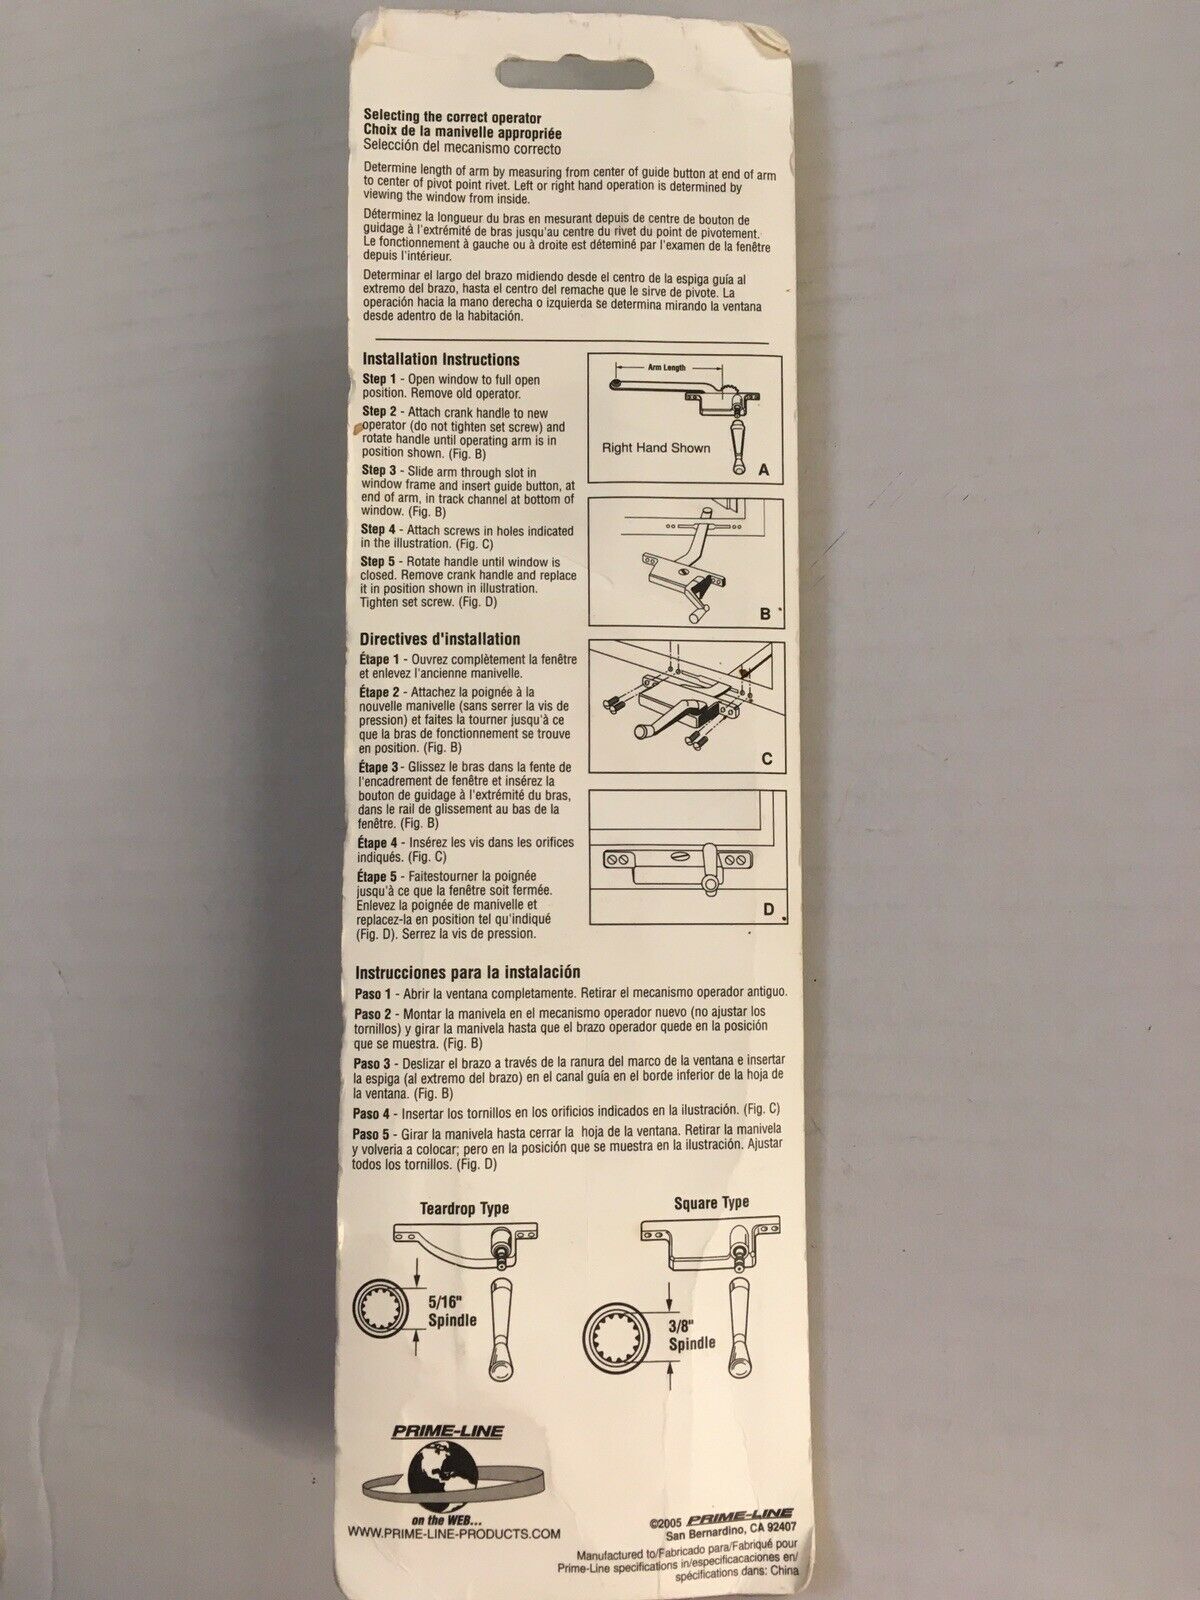 Selecting the correct operator
Choix de la manivelle appropriée
Selección del mecanismo correcto
Determine length of arm by measuring from center of guide button at end of arm
to center of pivot point rivet. Left or right hand operation is determined by
viewing the window from inside.
Déterminez la longueur du bras en mesurant depuis de centre de bouton de
guidage à l'extrémité de bras jusqu'au centre du rivet du point de pivotement.
Le fonctionnement à gauche ou à droite est détéminé par l'examen de la fenêtre
depuis l'intérieur.
Determinar el largo del brazo midiendo desde el centro de la espiga guía al
extremo del brazo, hasta el centro del remache que le sirve de pivote. La
operación hacia la mano derecha o izquierda se determina mirando la ventana
desde adentro de la habitación.
Installation Instructions
Step 1 - Open window to full open
position. Remove old operator.
Step 2 - Attach crank handle to new
operator (do not tighten set screw) and
rotate handle until operating arm is in
position shown. (Fig. B)
Step 3 - Slide arm through slot in
window frame and insert guide button, at
end of arm, in track channel at bottom of
window. (Fig. B)
Step 4 - Attach screws in holes indicated
in the illustration. (Fig. C)
Step 5 - Rotate handle until window is
closed. Remove crank handle and replace
it in position shown in illustration.
Tighten set screw. (Fig. D)
Arm Length
Right Hand Shown
A
B
C
D
Directives d'installation
Étape 1 - Ouvrez complètement la fenêtre
et enlevez l'ancienne manivelle.
Étape 2 - Attachez la poignée à la
nouvelle manivelle (sans serrer la vis de
pression) et faites la tourner jusqu'à ce
que la bras de fonctionnement se trouve
en position. (Fig. B)
Étape 3 - Glissez le bras dans la fente de
l'encadrement de fenêtre et insérez la
bouton de guidage à l'extrémité du bras,
dans le rail de glissement au bas de la
fenêtre. (Fig. B)
Étape 4 - Insérez les vis dans les orifices
indiqués. (Fig. C)
Étape 5 - Faitestourner la poignée
jusqu'à ce que la fenêtre soit fermée.
Enlevez la poignée de manivelle et
replacez-la en position tel qu'indiqué
(Fig. D). Serrez la vis de pression.
Instrucciones para la instalación
Paso 1 - Abrir la ventana completamente. Retirar el mecanismo operador antiguo.
Paso 2 - Montar la manivela en el mecanismo operador nuevo (no ajustar los
tornillos) y girar la manivela hasta que el brazo operador quede en la posición
que se muestra. (Fig. B)
Paso 3 - Deslizar el brazo a través de la ranura del marco de la ventana e insertar
la espiga (al extremo del brazo) en el canal guía en el borde inferior de la hoja de
la ventana. (Fig. B)
Paso 4 - Insertar los tornillos en los orificios indicados en la ilustración. (Fig. C)
Paso 5 - Girar la manivela hasta cerrar la hoja de la ventana. Retirar la manivela
y volveria a colocar; pero en la posición que se muestra en la ilustración. Ajustar
todos los tornillos. (Fig. D)
Teardrop Type
5/16"
Spindle
Square Type
3/8"
Spindle
PRIME-LINE
on the WEB...
WWW.PRIME-LINE-PRODUCTS.COM
©2005 PRIME-LINE
San Bernardino, CA 92407
Manufactured to/Fabricado para/Fabriqué pour
Prime-Line specifications in/especificacaciones en/
spécifications dans: China